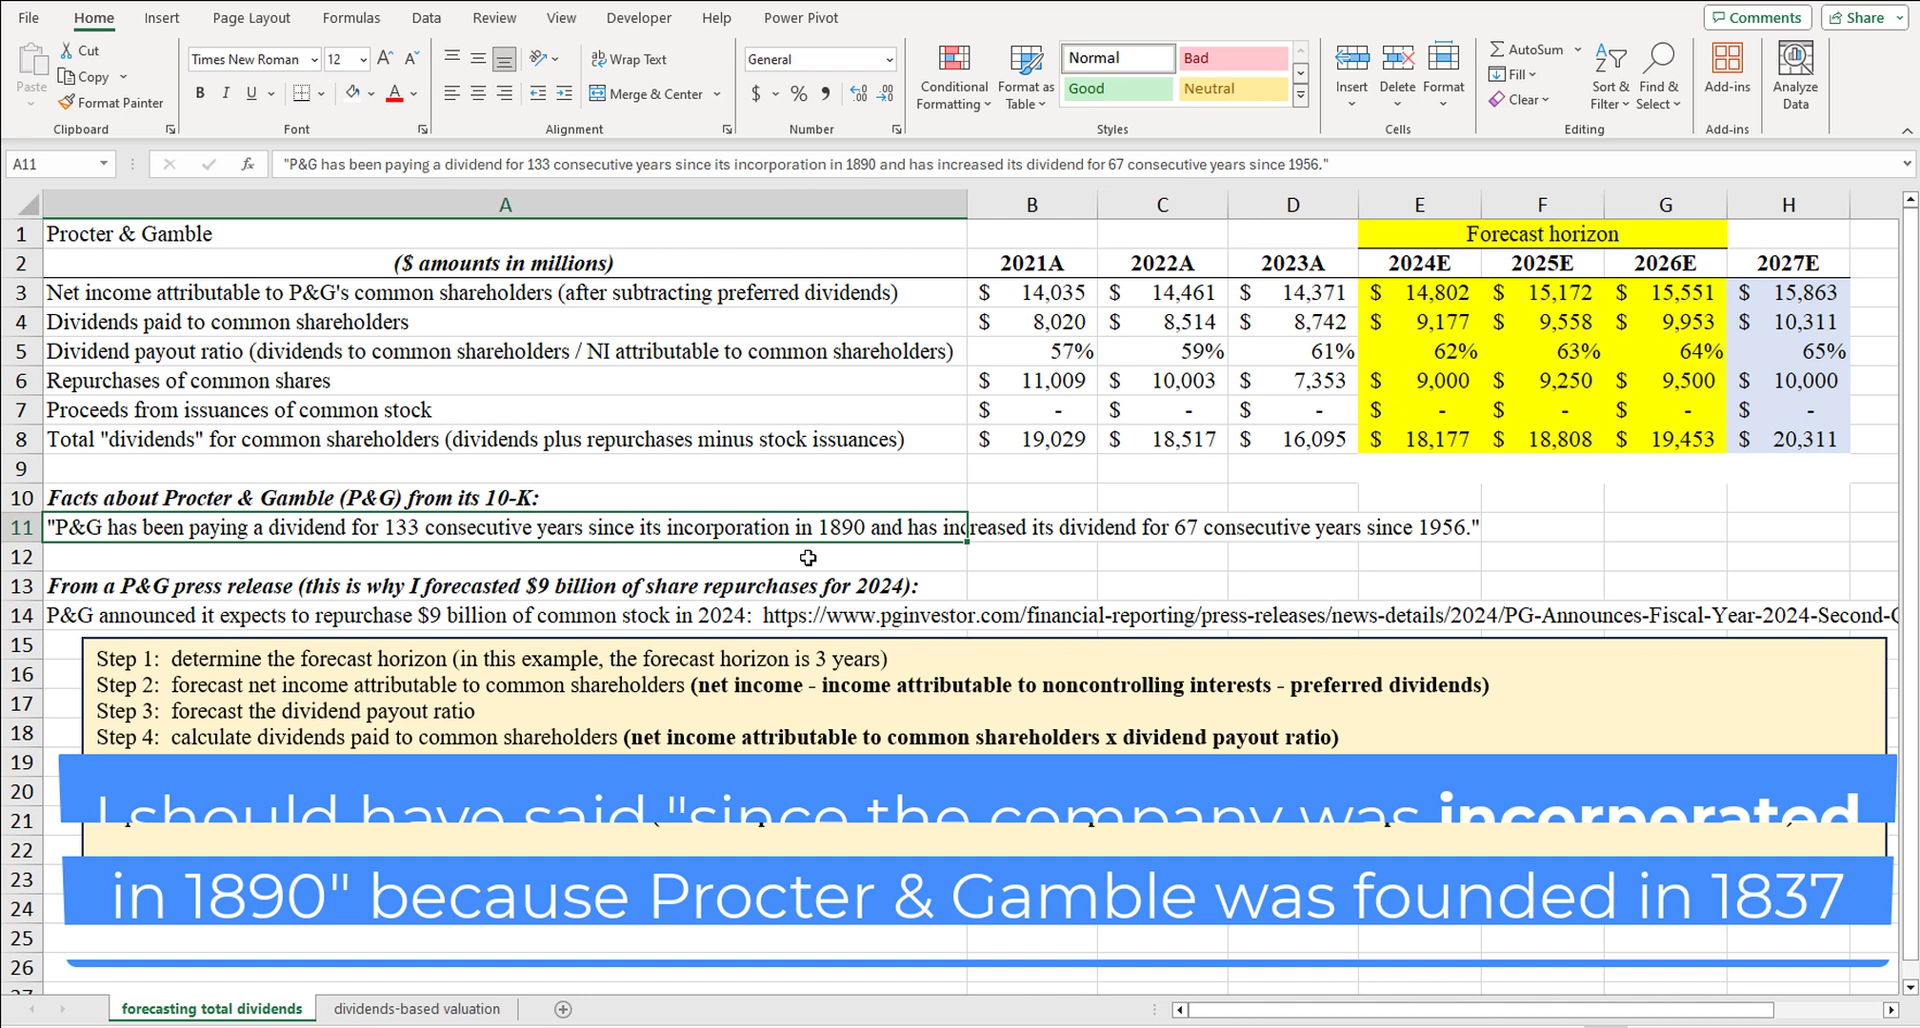 File Home Insert Page Layout Formulas Data Review View Developer Help Power Pivot Comments Share
Paste Cut Copy Format Painter Clipboard
Times New Roman 12 B I U A Font
ab Wrap Text Merge & Center Alignment
General $ % Number
Conditional Formatting Format as Table Normal Bad Good Neutral Styles
Insert Delete Format Cells
AutoSum Fill Clear Sort & Filter Find & Select Editing
Add-ins Add-ins
Analyze Data
A11 fx "P&G has been paying a dividend for 133 consecutive years since its incorporation in 1890 and has increased its dividend for 67 consecutive years since 1956."
A B C D E F G H
1 Procter & Gamble Forecast horizon
2 ($ amounts in millions) 2021A 2022A 2023A 2024E 2025E 2026E 2027E
3 Net income attributable to P&G's common shareholders (after subtracting preferred dividends) $ 14,035 $ 14,461 $ 14,371 $ 14,802 $ 15,172 $ 15,551 $ 15,863
4 Dividends paid to common shareholders $ 8,020 $ 8,514 $ 8,742 $ 9,177 $ 9,558 $ 9,953 $ 10,311
5 Dividend payout ratio (dividends to common shareholders / NI attributable to common shareholders) 57% 59% 61% 62% 63% 64% 65%
6 Repurchases of common shares $ 11,009 $ 10,003 $ 7,353 $ 9,000 $ 9,250 $ 9,500 $ 10,000
7 Proceeds from issuances of common stock $ - $ - $ - $ - $ - $ - $ -
8 Total "dividends" for common shareholders (dividends plus repurchases minus stock issuances) $ 19,029 $ 18,517 $ 16,095 $ 18,177 $ 18,808 $ 19,453 $ 20,311
9
10 Facts about Procter & Gamble (P&G) from its 10-K:
11 "P&G has been paying a dividend for 133 consecutive years since its incorporation in 1890 and has increased its dividend for 67 consecutive years since 1956."
12
13 From a P&G press release (this is why I forecasted $9 billion of share repurchases for 2024):
14 P&G announced it expects to repurchase $9 billion of common stock in 2024: https://www.pginvestor.com/financial-reporting/press-releases/news-details/2024/PG-Announces-Fiscal-Year-2024-Second-
15
16 Step 1: determine the forecast horizon (in this example, the forecast horizon is 3 years)
17 Step 2: forecast net income attributable to common shareholders (net income - income attributable to noncontrolling interests - preferred dividends)
18 Step 3: forecast the dividend payout ratio
19 Step 4: calculate dividends paid to common shareholders (net income attributable to common shareholders x dividend payout ratio)
20 I should have said "since the company was incorporated
21
22
23 in 1890" because Procter & Gamble was founded in 1837
24
25
26
forecasting total dividends dividends-based valuation